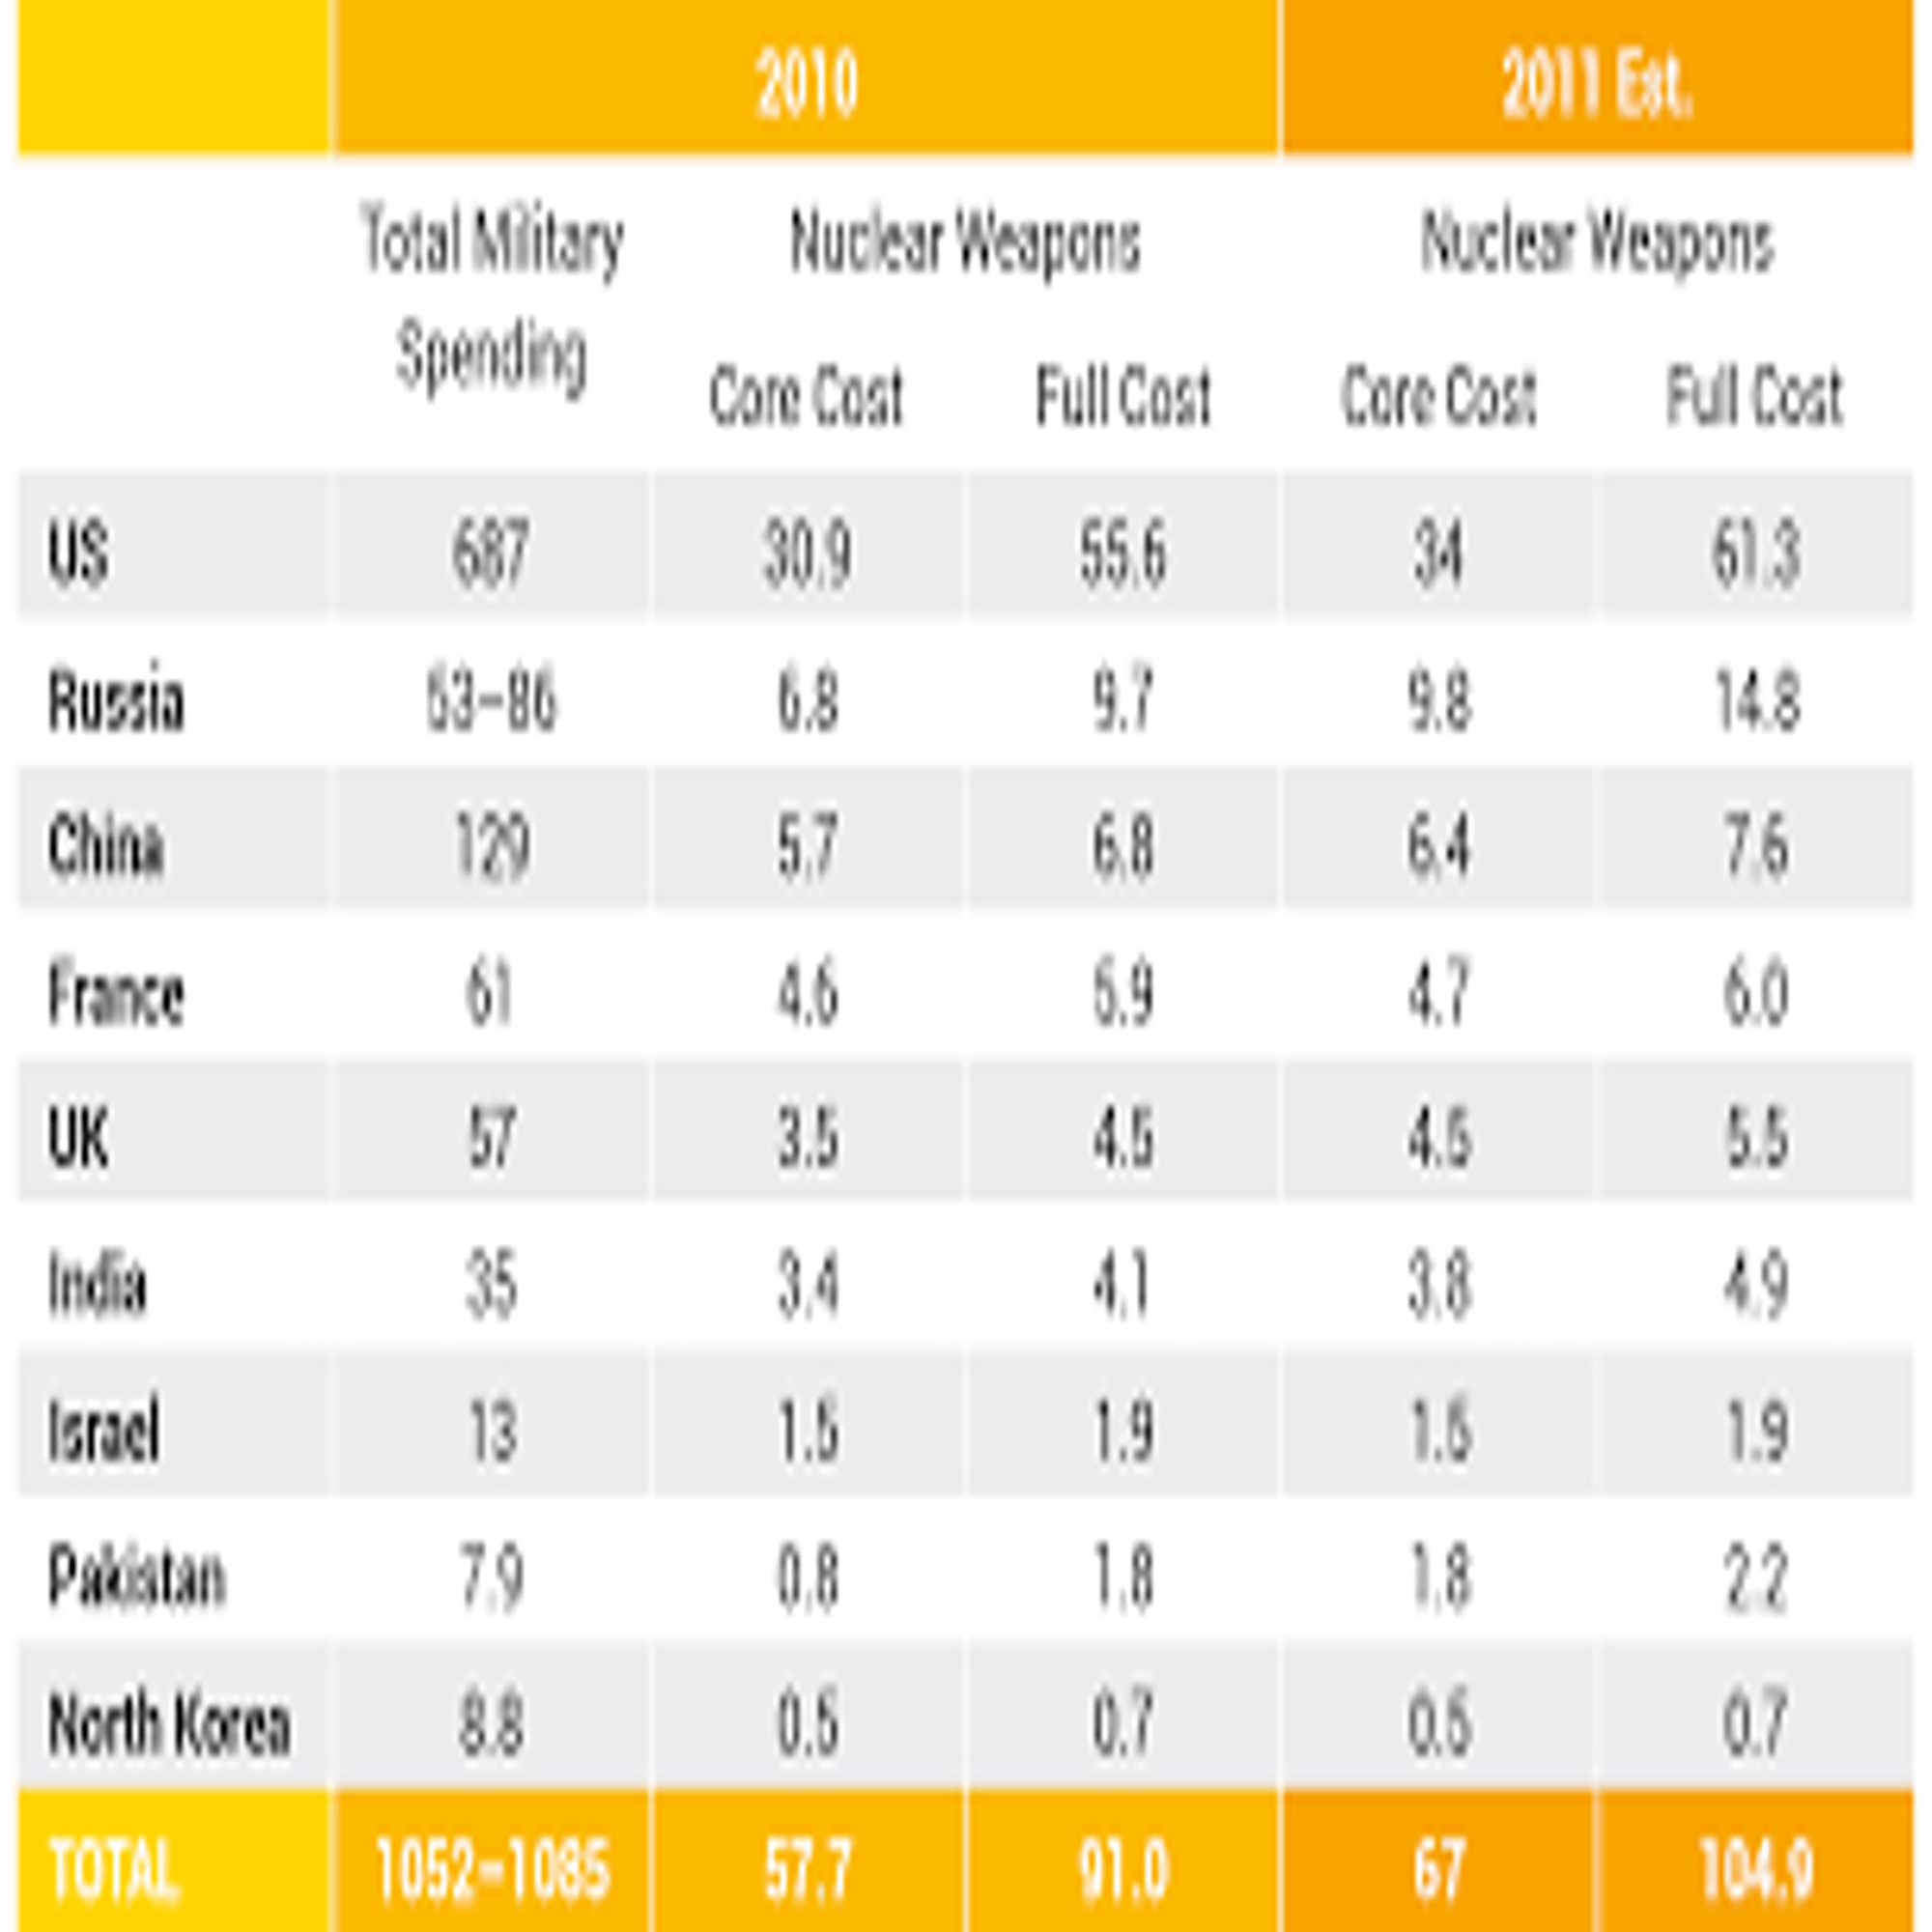 2010 2011 Est.
Total Military Nuclear Weapons Nuclear Weapons
Spending
Core Cost Full Cost Core Cost Full Cost
US 687 30.9 55.6 34 61.3
Russia 53–86 6.8 9.7 9.8 14.8
China 129 5.7 6.8 6.4 7.6
France 61 4.6 5.9 4.7 6.0
UK 57 3.5 4.5 4.5 5.5
India 35 3.4 4.1 3.8 4.9
Israel 13 1.5 1.9 1.5 1.9
Pakistan 7.9 0.8 1.8 1.8 2.2
North Korea 8.8 0.5 0.7 0.5 0.7
TOTAL 1052–1085 57.7 91.0 67 104.9